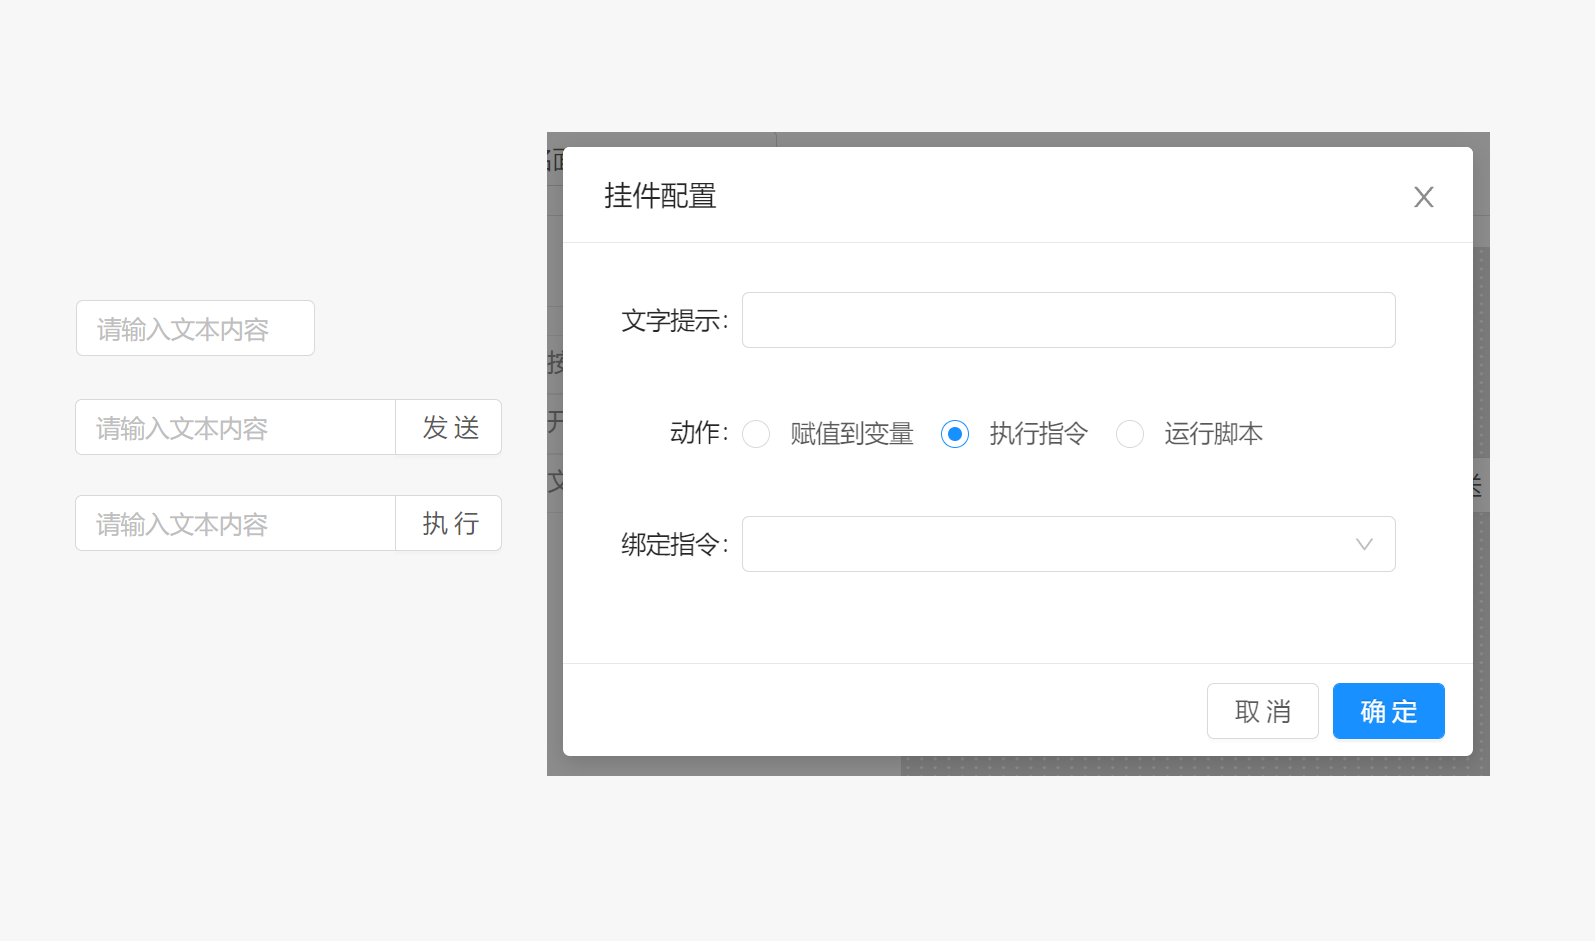 请输入文本内容
请输入文本内容 发 送
请输入文本内容 执 行
挂件配置
文字提示:
动作: 赋值到变量 执行指令 运行脚本
绑定指令:
取 消 确 定